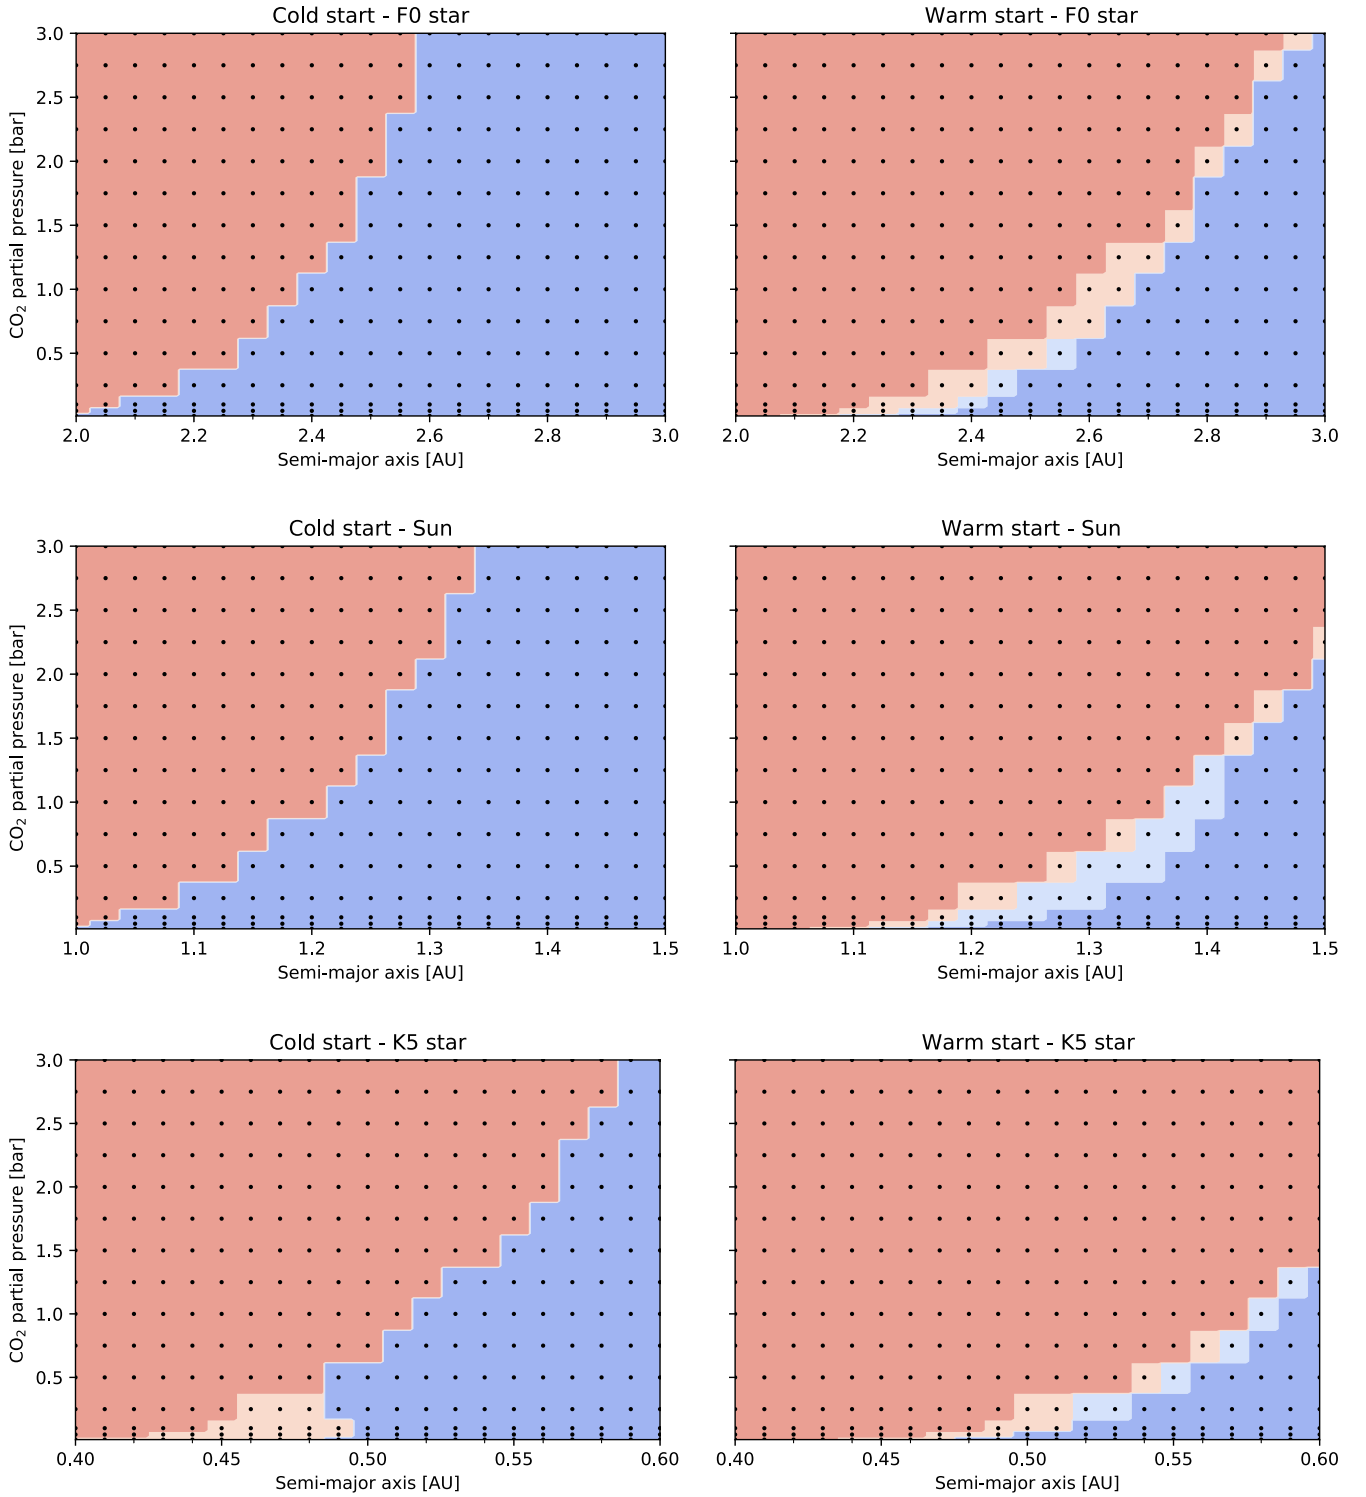 Cold start - F0 star
Warm start - F0 star
CO₂ partial pressure [bar]
3.0
2.5
2.0
1.5
1.0
0.5
2.0 2.2 2.4 2.6 2.8 3.0
2.0 2.2 2.4 2.6 2.8 3.0
Semi-major axis [AU]
Semi-major axis [AU]
Cold start - Sun
Warm start - Sun
CO₂ partial pressure [bar]
3.0
2.5
2.0
1.5
1.0
0.5
1.0 1.1 1.2 1.3 1.4 1.5
1.0 1.1 1.2 1.3 1.4 1.5
Semi-major axis [AU]
Semi-major axis [AU]
Cold start - K5 star
Warm start - K5 star
CO₂ partial pressure [bar]
3.0
2.5
2.0
1.5
1.0
0.5
0.40 0.45 0.50 0.55 0.60
0.40 0.45 0.50 0.55 0.60
Semi-major axis [AU]
Semi-major axis [AU]